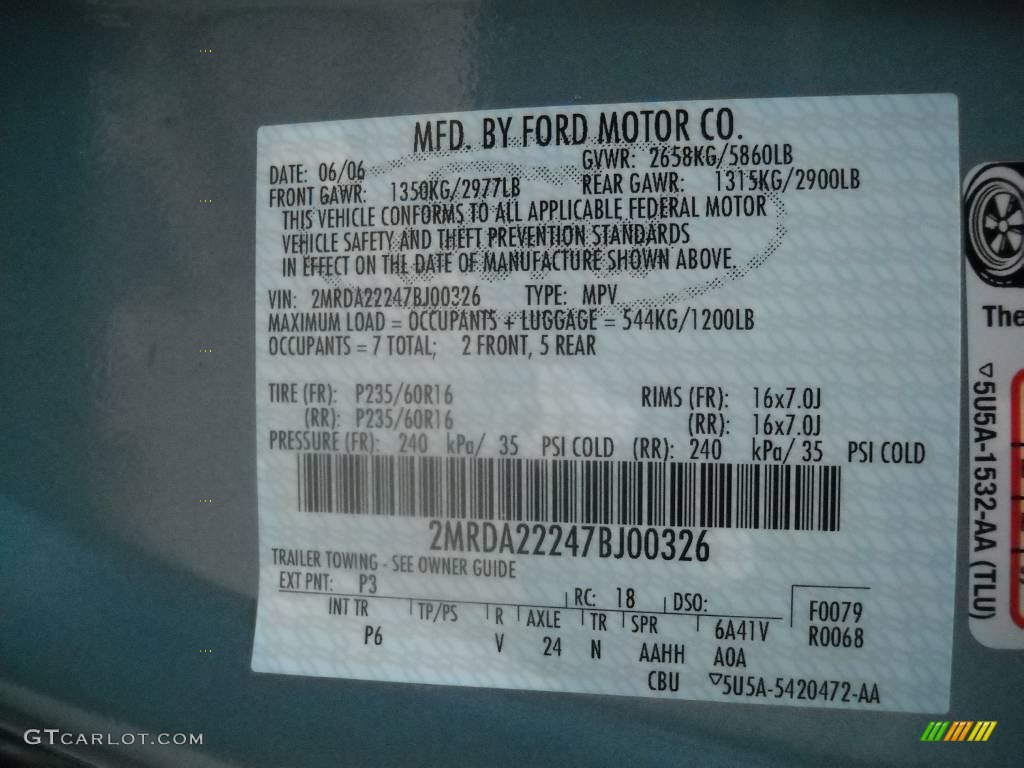 MFD. BY FORD MOTOR CO.
DATE: 06/06 GVWR: 2658KG/5860LB
FRONT GAWR: 1350KG/2977LB REAR GAWR: 1315KG/2900LB
THIS VEHICLE CONFORMS TO ALL APPLICABLE FEDERAL MOTOR
VEHICLE SAFETY AND THEFT PREVENTION STANDARDS
IN EFFECT ON THE DATE OF MANUFACTURE SHOWN ABOVE.
VIN: 2MRDA22247BJ00326 TYPE: MPV
MAXIMUM LOAD = OCCUPANTS + LUGGAGE = 544KG/1200LB
OCCUPANTS = 7 TOTAL; 2 FRONT, 5 REAR
TIRE (FR): P235/60R16 RIMS (FR): 16x7.0J
(RR): P235/60R16 (RR): 16x7.0J
PRESSURE (FR): 240 kPa/ 35 PSI COLD (RR): 240 kPa/ 35 PSI COLD
2MRDA22247BJ00326
TRAILER TOWING - SEE OWNER GUIDE
EXT PNT: P3 RC: 18 DSO: F0079
INT TR TP/PS R AXLE TR SPR 6A41V R0068
P6 V 24 N AAHH A0A
CBU ▽5U5A-5420472-AA
The
▽5U5A-1532-AA (TLU)
GTCARLOT.COM